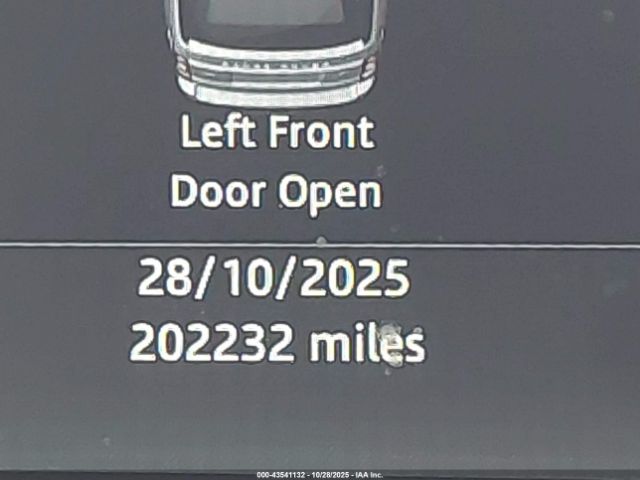 Left Front
Door Open
28/10/2025
202232 miles
000-43541132 - 10/28/2025 - IAA Inc.